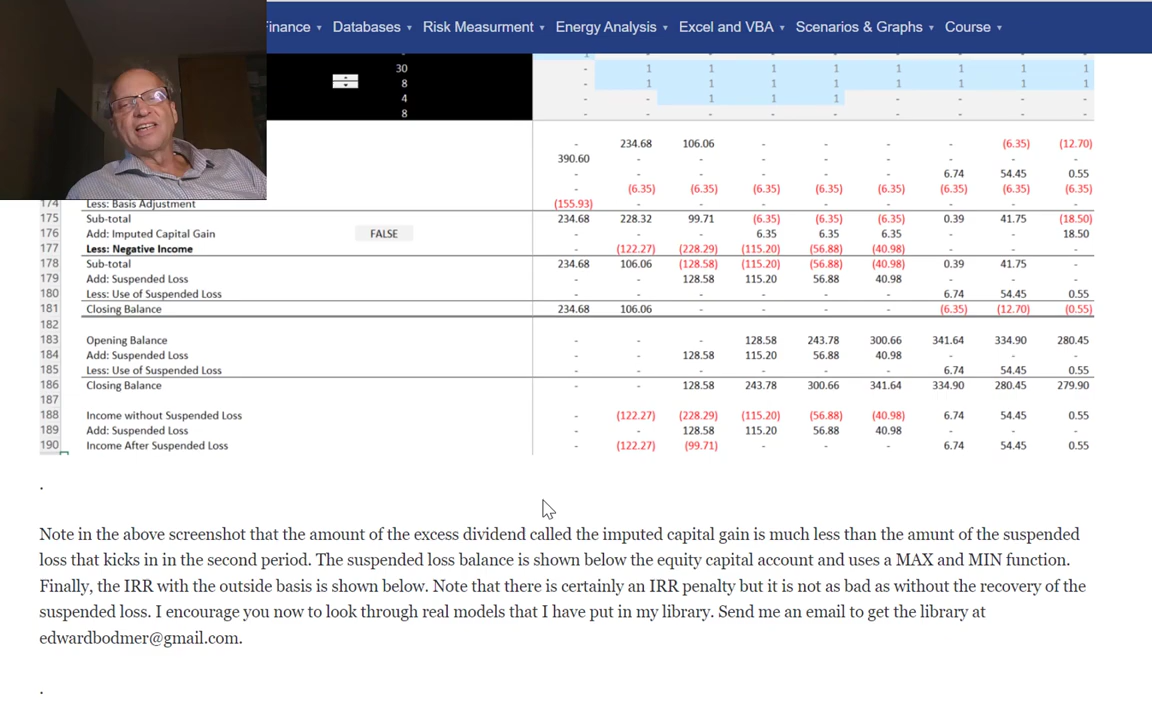 inance ▾ Databases ▾ Risk Measurment ▾ Energy Analysis ▾ Excel and VBA ▾ Scenarios & Graphs ▾ Course ▾
30 - 1 1 1 1 1 1 1 1
8 - 1 1 1 1 1 1 1 1
4 - - 1 1 1 - - - -
8 - - - - - - - - -
- 234.68 106.06 - - - - (6.35) (12.70)
390.60 - - - - - - - -
- - - - - - 6.74 54.45 0.55
- (6.35) (6.35) (6.35) (6.35) (6.35) (6.35) (6.35) (6.35)
174 Less: Basis Adjustment (155.93) - - - - - - - -
175 Sub-total 234.68 228.32 99.71 (6.35) (6.35) (6.35) 0.39 41.75 (18.50)
176 Add: Imputed Capital Gain FALSE - - - 6.35 6.35 6.35 - - 18.50
177 Less: Negative Income - (122.27) (228.29) (115.20) (56.88) (40.98) - - -
178 Sub-total 234.68 106.06 (128.58) (115.20) (56.88) (40.98) 0.39 41.75 -
179 Add: Suspended Loss - - 128.58 115.20 56.88 40.98 - - -
180 Less: Use of Suspended Loss - - - - - - 6.74 54.45 0.55
181 Closing Balance 234.68 106.06 - - - - (6.35) (12.70) (0.55)
182
183 Opening Balance - - - 128.58 243.78 300.66 341.64 334.90 280.45
184 Add: Suspended Loss - - 128.58 115.20 56.88 40.98 - - -
185 Less: Use of Suspended Loss - - - - - - 6.74 54.45 0.55
186 Closing Balance - - 128.58 243.78 300.66 341.64 334.90 280.45 279.90
187
188 Income without Suspended Loss - (122.27) (228.29) (115.20) (56.88) (40.98) 6.74 54.45 0.55
189 Add: Suspended Loss - - 128.58 115.20 56.88 40.98 - - -
190 Income After Suspended Loss - (122.27) (99.71) - - - 6.74 54.45 0.55
.
Note in the above screenshot that the amount of the excess dividend called the imputed capital gain is much less than the amunt of the suspended
loss that kicks in in the second period. The suspended loss balance is shown below the equity capital account and uses a MAX and MIN function.
Finally, the IRR with the outside basis is shown below. Note that there is certainly an IRR penalty but it is not as bad as without the recovery of the
suspended loss. I encourage you now to look through real models that I have put in my library. Send me an email to get the library at
edwardbodmer@gmail.com.
.